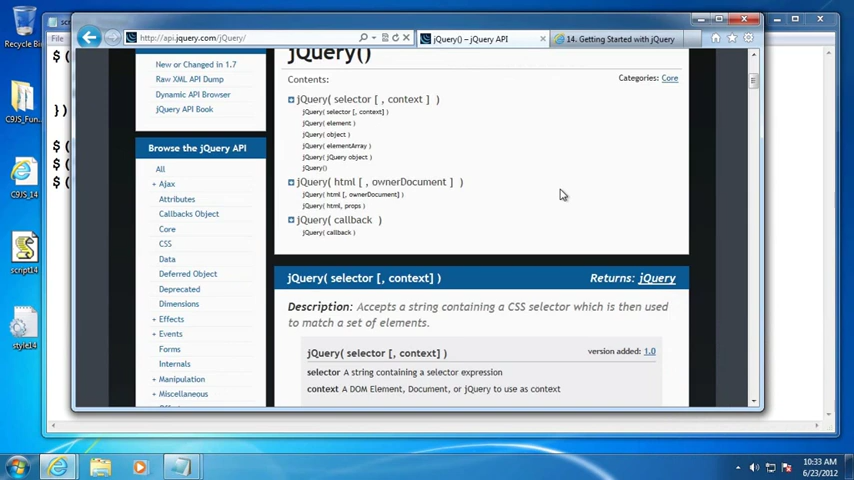 http://api.jquery.com/jQuery/
jQuery() – jQuery API
14. Getting Started with jQuery
Recycle Bin
C9JS_Fun...
C9JS_14
script14
style14
File
$ (
})
$ (
$ (
$ (
New or Changed in 1.7
Raw XML API Dump
Dynamic API Browser
jQuery API Book
Browse the jQuery API
All
+ Ajax
Attributes
Callbacks Object
Core
CSS
Data
Deferred Object
Deprecated
Dimensions
+ Effects
+ Events
Forms
Internals
+ Manipulation
+ Miscellaneous
jQuery()
Contents:
Categories: Core
jQuery( selector [ , context ] )
jQuery( selector [, context] )
jQuery( element )
jQuery( object )
jQuery( elementArray )
jQuery( jQuery object )
jQuery()
jQuery( html [ , ownerDocument ] )
jQuery( html [, ownerDocument] )
jQuery( html, props )
jQuery( callback )
jQuery( callback )
jQuery( selector [, context] )
Returns: jQuery
Description: Accepts a string containing a CSS selector which is then used
to match a set of elements.
jQuery( selector [, context] )
version added: 1.0
selector A string containing a selector expression
context A DOM Element, Document, or jQuery to use as context
10:33 AM
6/23/2012